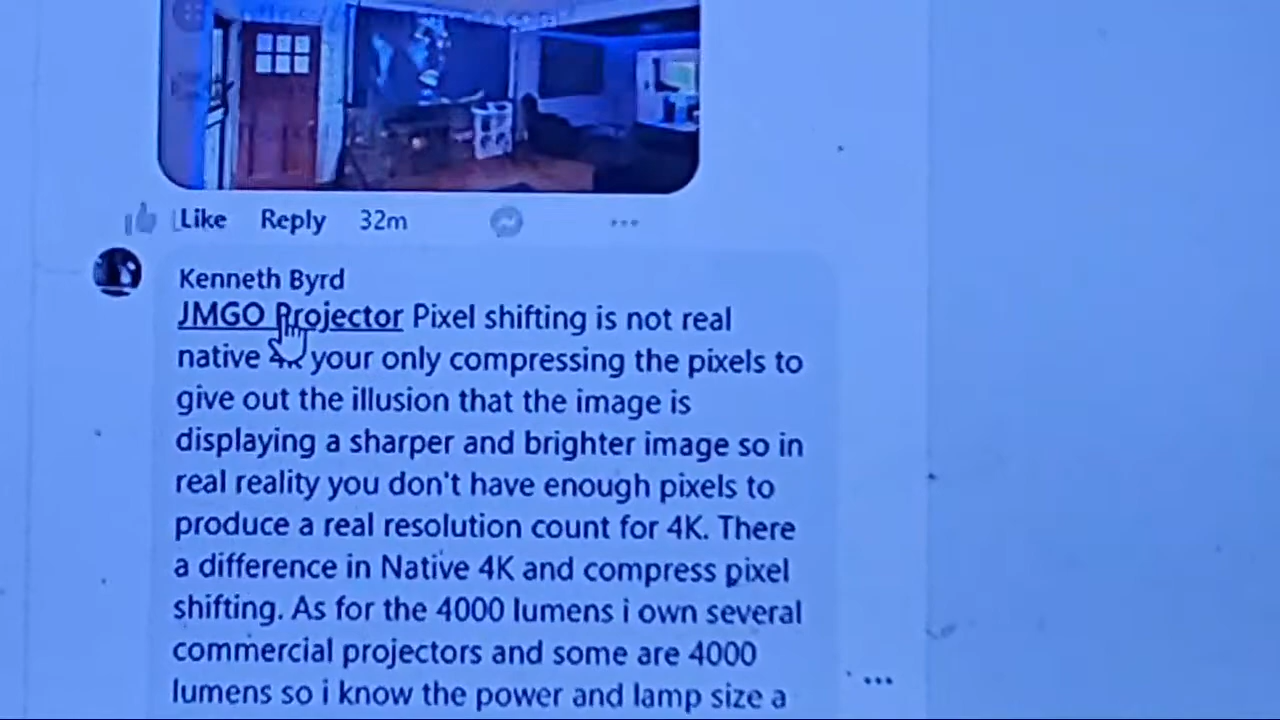 Like Reply 32m
Kenneth Byrd
JMGO Projector Pixel shifting is not real
native 4K your only compressing the pixels to
give out the illusion that the image is
displaying a sharper and brighter image so in
real reality you don't have enough pixels to
produce a real resolution count for 4K. There
a difference in Native 4K and compress pixel
shifting. As for the 4000 lumens i own several
commercial projectors and some are 4000
lumens so i know the power and lamp size a